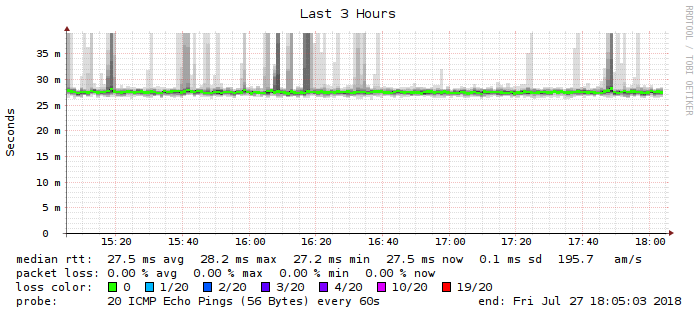 Last 3 Hours
RRDTOOL / TOBI OETIKER
Seconds
35 m
30 m
25 m
20 m
15 m
10 m
5 m
0
15:20 15:40 16:00 16:20 16:40 17:00 17:20 17:40 18:00
median rtt: 27.5 ms avg 28.2 ms max 27.2 ms min 27.5 ms now 0.1 ms sd 195.7 am/s
packet loss: 0.00 % avg 0.00 % max 0.00 % min 0.00 % now
loss color: 0 1/20 2/20 3/20 4/20 10/20 19/20
probe: 20 ICMP Echo Pings (56 Bytes) every 60s end: Fri Jul 27 18:05:03 2018